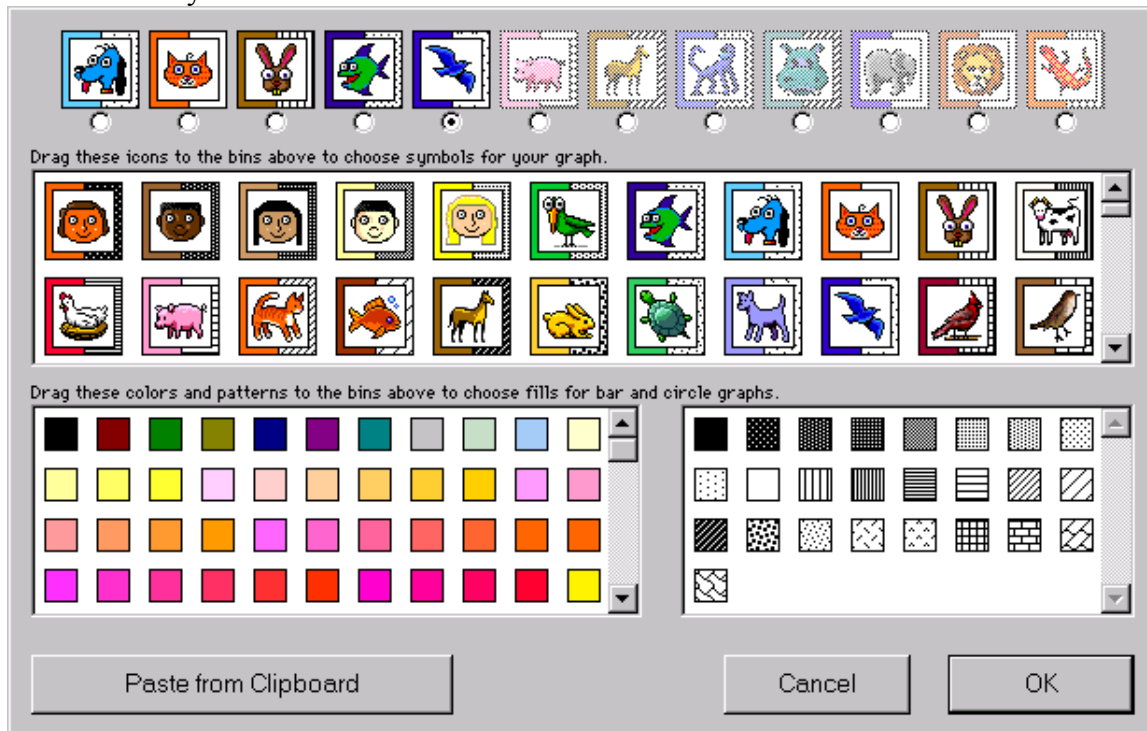 Drag these icons to the bins above to choose symbols for your graph.
Drag these colors and patterns to the bins above to choose fills for bar and circle graphs.
Paste from Clipboard
Cancel
OK